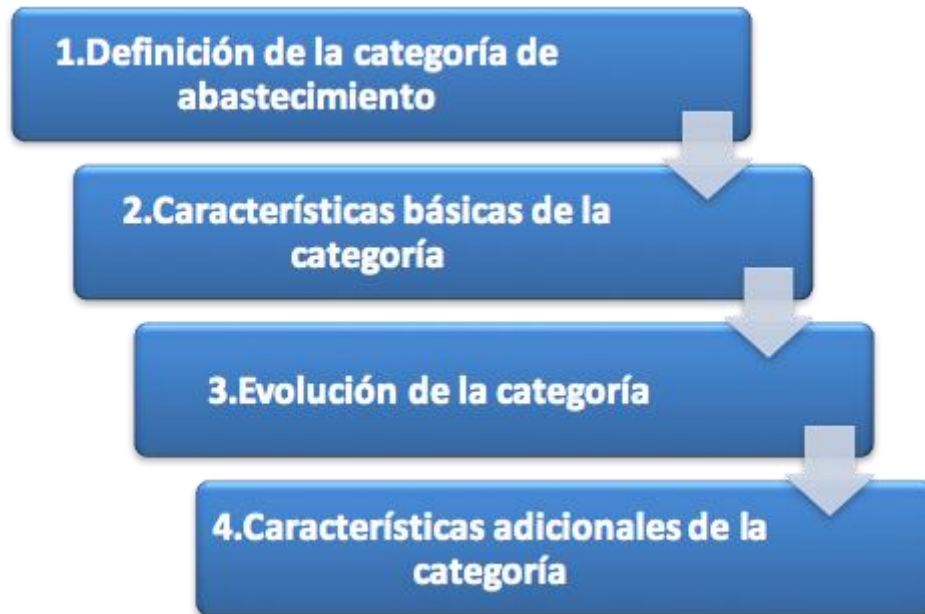 1.Definición de la categoría de
abastecimiento
2.Características básicas de la
categoría
3.Evolución de la categoría
4.Características adicionales de la
categoría